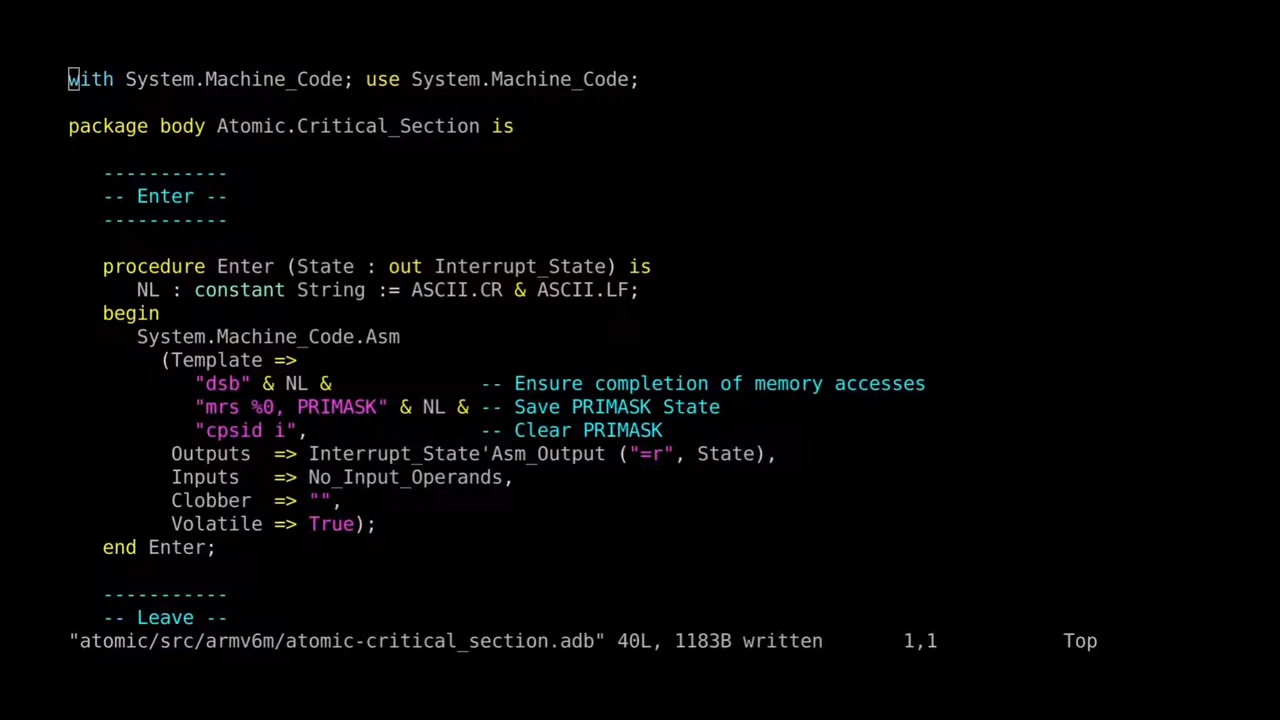 with System.Machine_Code; use System.Machine_Code;
package body Atomic.Critical_Section is
-----------
-- Enter --
-----------
procedure Enter (State : out Interrupt_State) is
NL : constant String := ASCII.CR & ASCII.LF;
begin
System.Machine_Code.Asm
(Template =>
"dsb" & NL & -- Ensure completion of memory accesses
"mrs %0, PRIMASK" & NL & -- Save PRIMASK State
"cpsid i", -- Clear PRIMASK
Outputs => Interrupt_State'Asm_Output ("=r", State),
Inputs => No_Input_Operands,
Clobber => "",
Volatile => True);
end Enter;
-----------
-- Leave --
"atomic/src/armv6m/atomic-critical_section.adb" 40L, 1183B written 1,1 Top